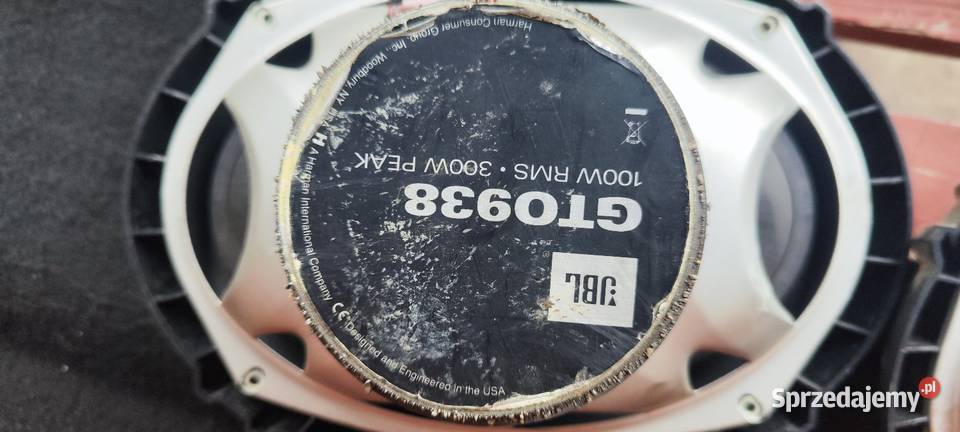 JBL
GTO938
100W RMS • 300W PEAK
Harman Consumer Group, Inc., Woodbury, NY
H A Harman International Company CE Designed and Engineered in the USA
Sprzedajemy.pl